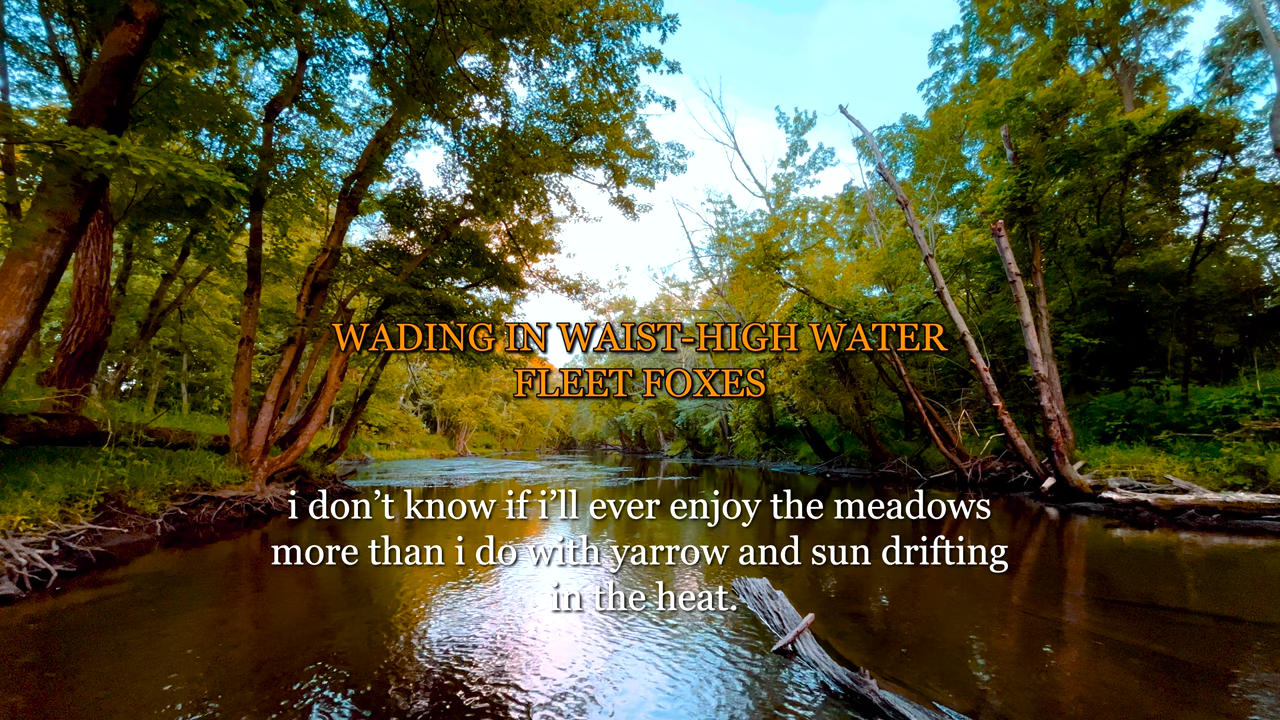 WADING IN WAIST-HIGH WATER
FLEET FOXES
i don’t know if i’ll ever enjoy the meadows
more than i do with yarrow and sun drifting
in the heat.